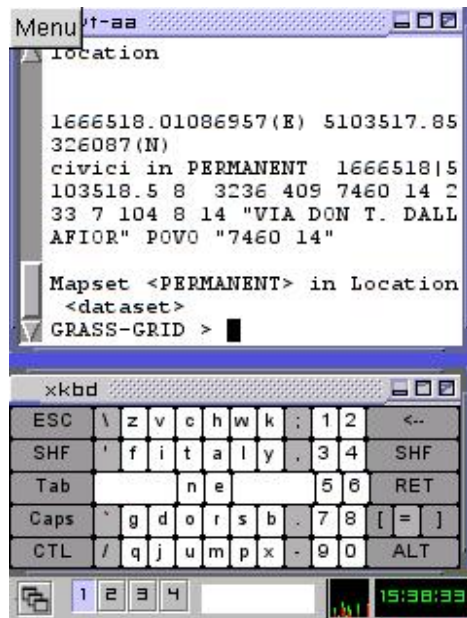 Menu
rt-aa
location
1666518.01086957(E) 5103517.85
326087(N)
civici in PERMANENT 1666518|5
103518.5 8 3236 409 7460 14 2
33 7 104 8 14 "VIA DON T. DALL
AFIOR" POVO "7460 14"
Mapset <PERMANENT> in Location
<dataset>
GRASS-GRID >
xkbd
ESC \ z v c h w k ; 1 2 <--
SHF ' f i t a l y , 3 4 SHF
Tab n e 5 6 RET
Caps ` g d o r s b . 7 8 [ = ]
CTL / q j u m p x - 9 0 ALT
1 2 3 4 15:38:33